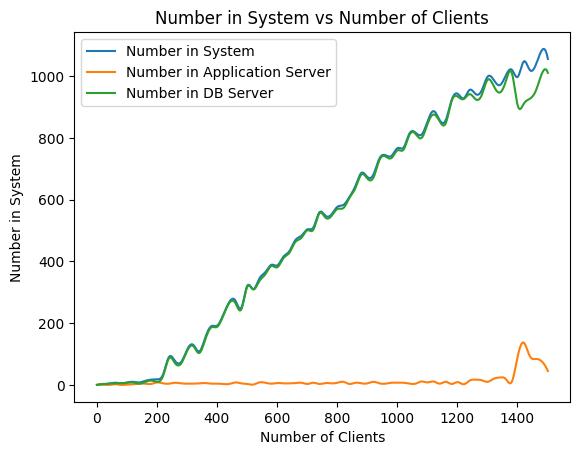 Number in System vs Number of Clients
Number in System
Number in Application Server
Number in DB Server
Number in System
1000
800
600
400
200
0
0 200 400 600 800 1000 1200 1400
Number of Clients